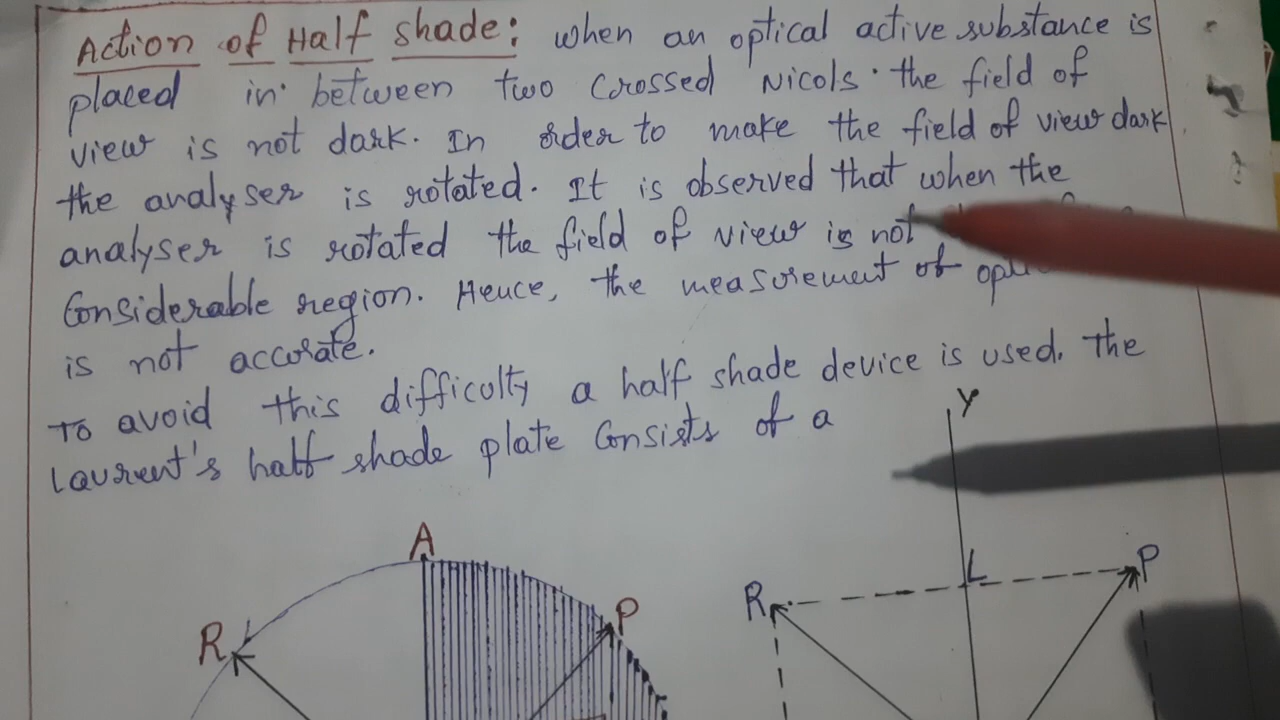 Action of Half shade: when an optical active substance is
placed in between two crossed Nicols. the field of
view is not dark. In order to make the field of view dark
the analyser is rotated. It is observed that when the
analyser is rotated the field of view is not
Considerable region. Hence, the measurement of
is not accurate.
To avoid this difficulty a half shade device is used. The
Laurent's half shade plate Consists of a
Y
A
L
P
R
P
R